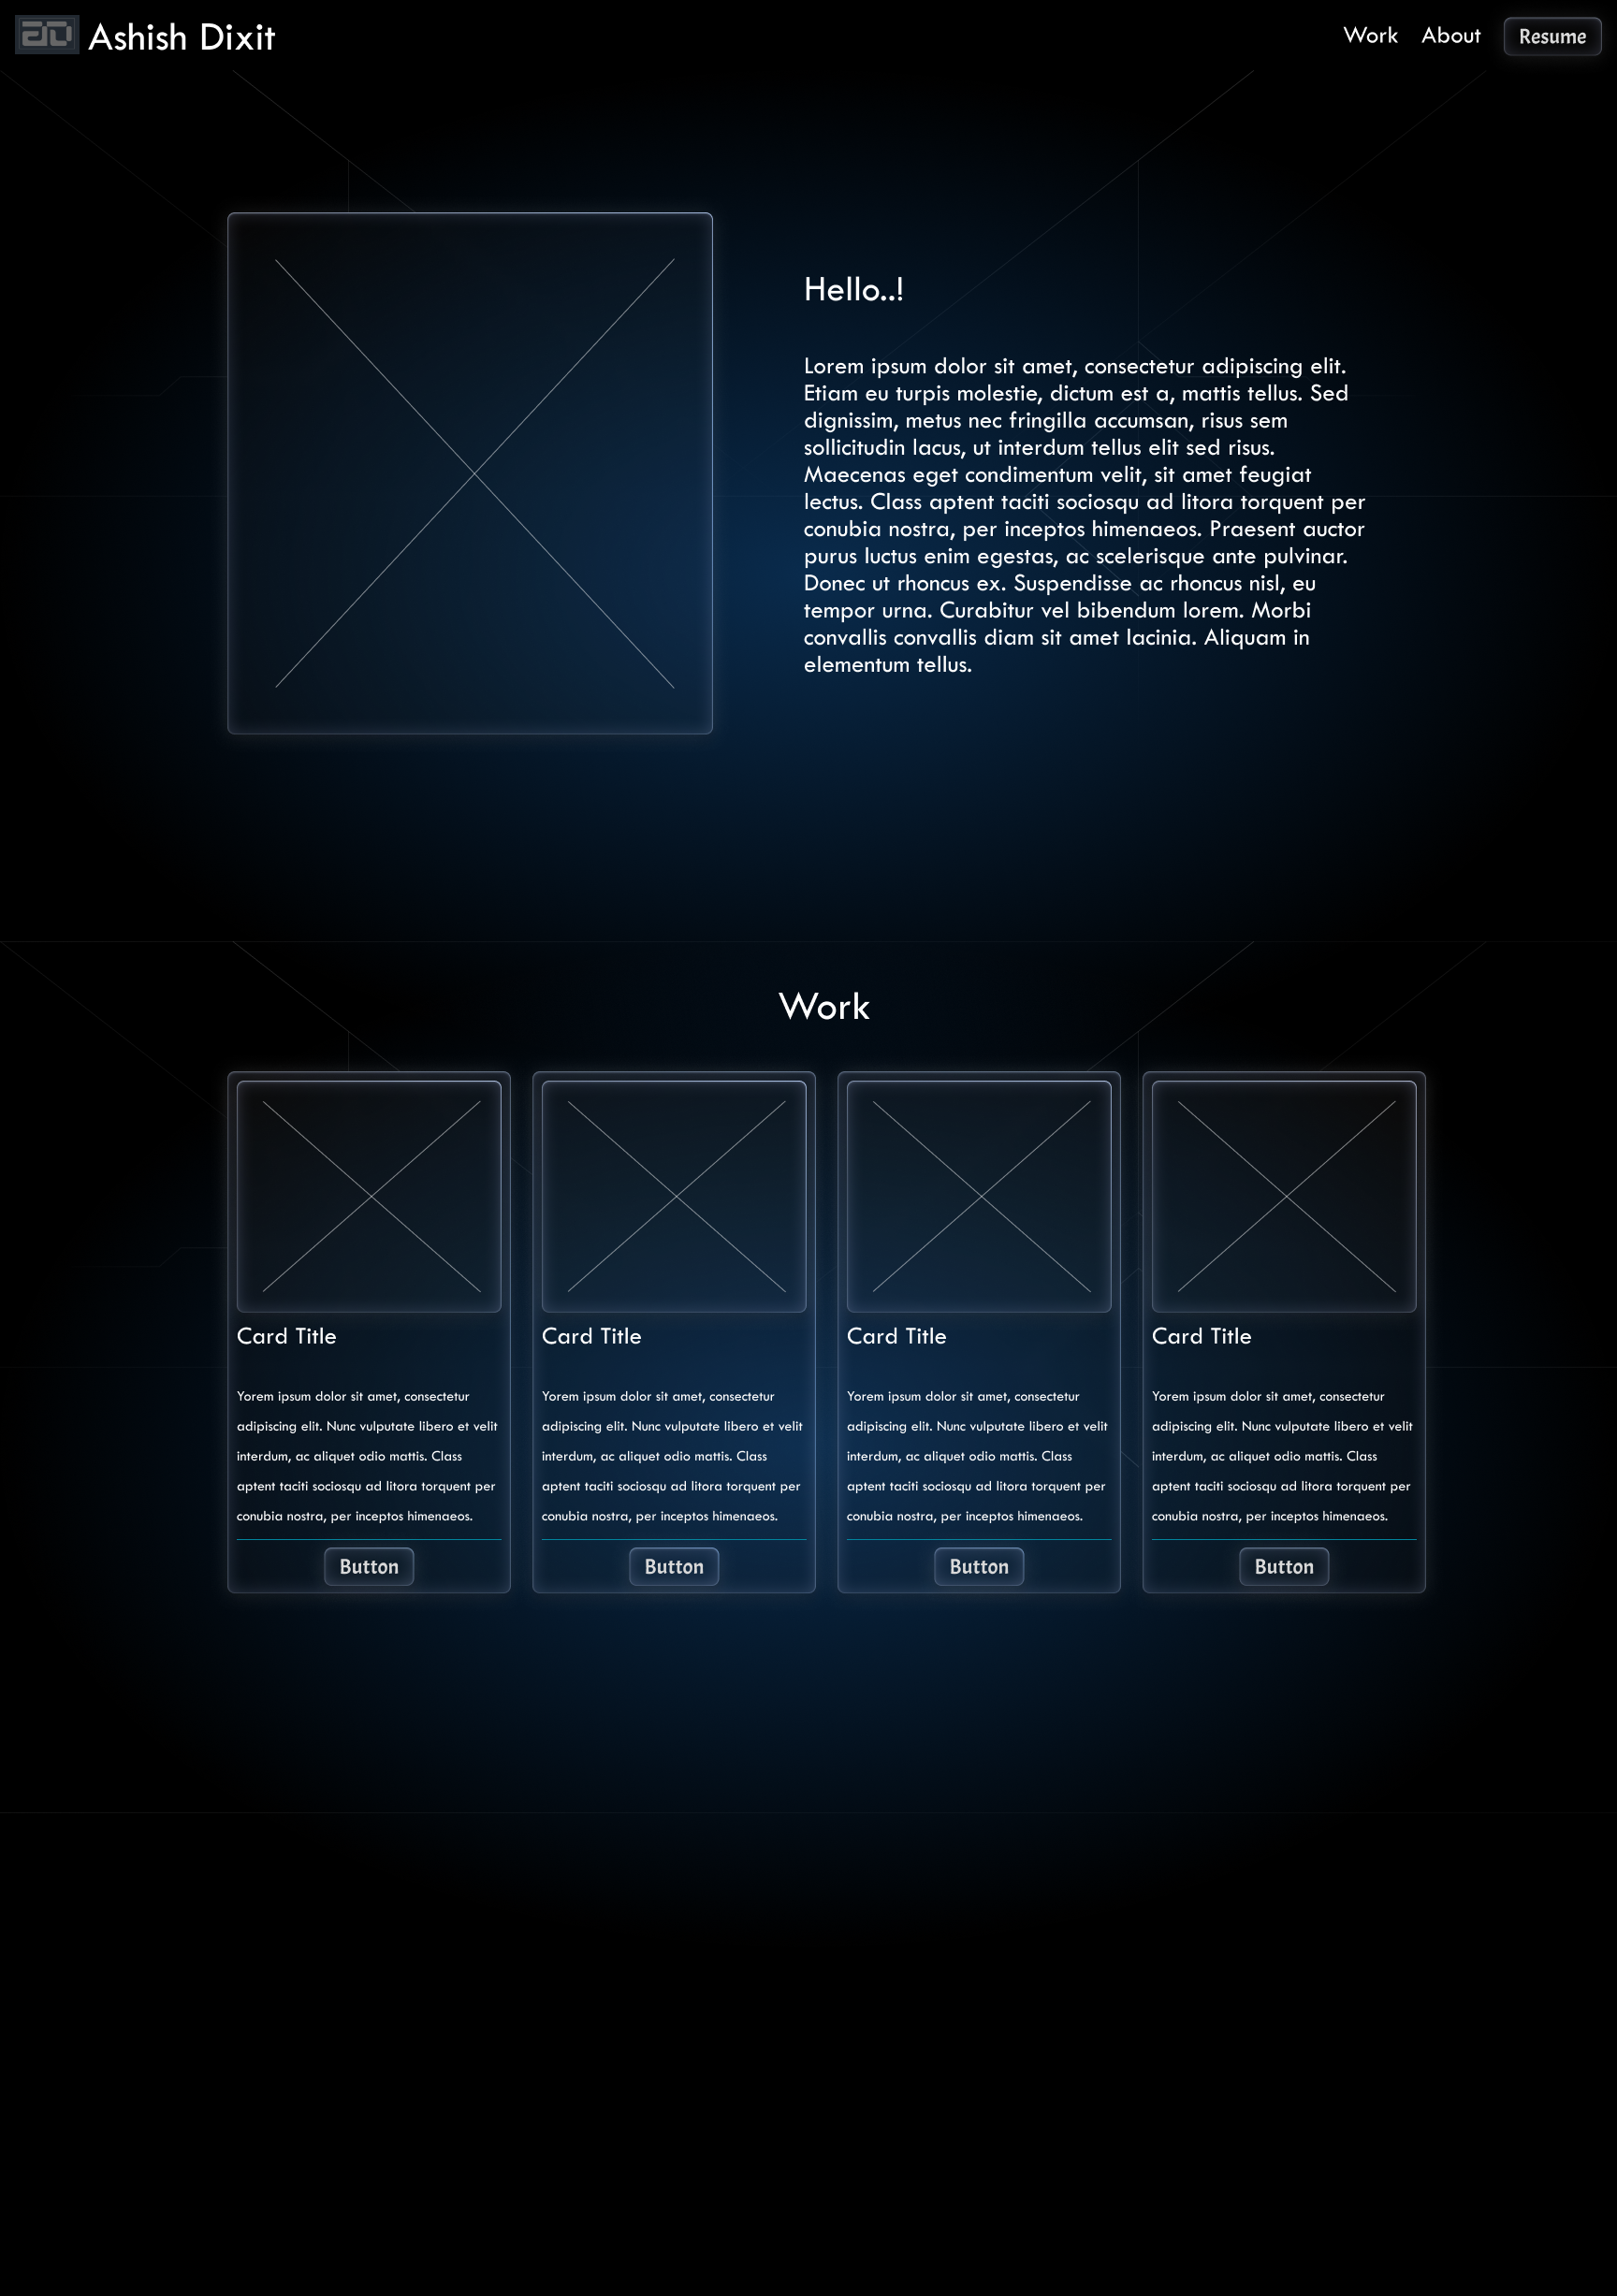 aD Ashish Dixit
Work About Resume
Hello..!
Lorem ipsum dolor sit amet, consectetur adipiscing elit.
Etiam eu turpis molestie, dictum est a, mattis tellus. Sed
dignissim, metus nec fringilla accumsan, risus sem
sollicitudin lacus, ut interdum tellus elit sed risus.
Maecenas eget condimentum velit, sit amet feugiat
lectus. Class aptent taciti sociosqu ad litora torquent per
conubia nostra, per inceptos himenaeos. Praesent auctor
purus luctus enim egestas, ac scelerisque ante pulvinar.
Donec ut rhoncus ex. Suspendisse ac rhoncus nisl, eu
tempor urna. Curabitur vel bibendum lorem. Morbi
convallis convallis diam sit amet lacinia. Aliquam in
elementum tellus.
Work
Card Title
Yorem ipsum dolor sit amet, consectetur
adipiscing elit. Nunc vulputate libero et velit
interdum, ac aliquet odio mattis. Class
aptent taciti sociosqu ad litora torquent per
conubia nostra, per inceptos himenaeos.
Button
Card Title
Yorem ipsum dolor sit amet, consectetur
adipiscing elit. Nunc vulputate libero et velit
interdum, ac aliquet odio mattis. Class
aptent taciti sociosqu ad litora torquent per
conubia nostra, per inceptos himenaeos.
Button
Card Title
Yorem ipsum dolor sit amet, consectetur
adipiscing elit. Nunc vulputate libero et velit
interdum, ac aliquet odio mattis. Class
aptent taciti sociosqu ad litora torquent per
conubia nostra, per inceptos himenaeos.
Button
Card Title
Yorem ipsum dolor sit amet, consectetur
adipiscing elit. Nunc vulputate libero et velit
interdum, ac aliquet odio mattis. Class
aptent taciti sociosqu ad litora torquent per
conubia nostra, per inceptos himenaeos.
Button